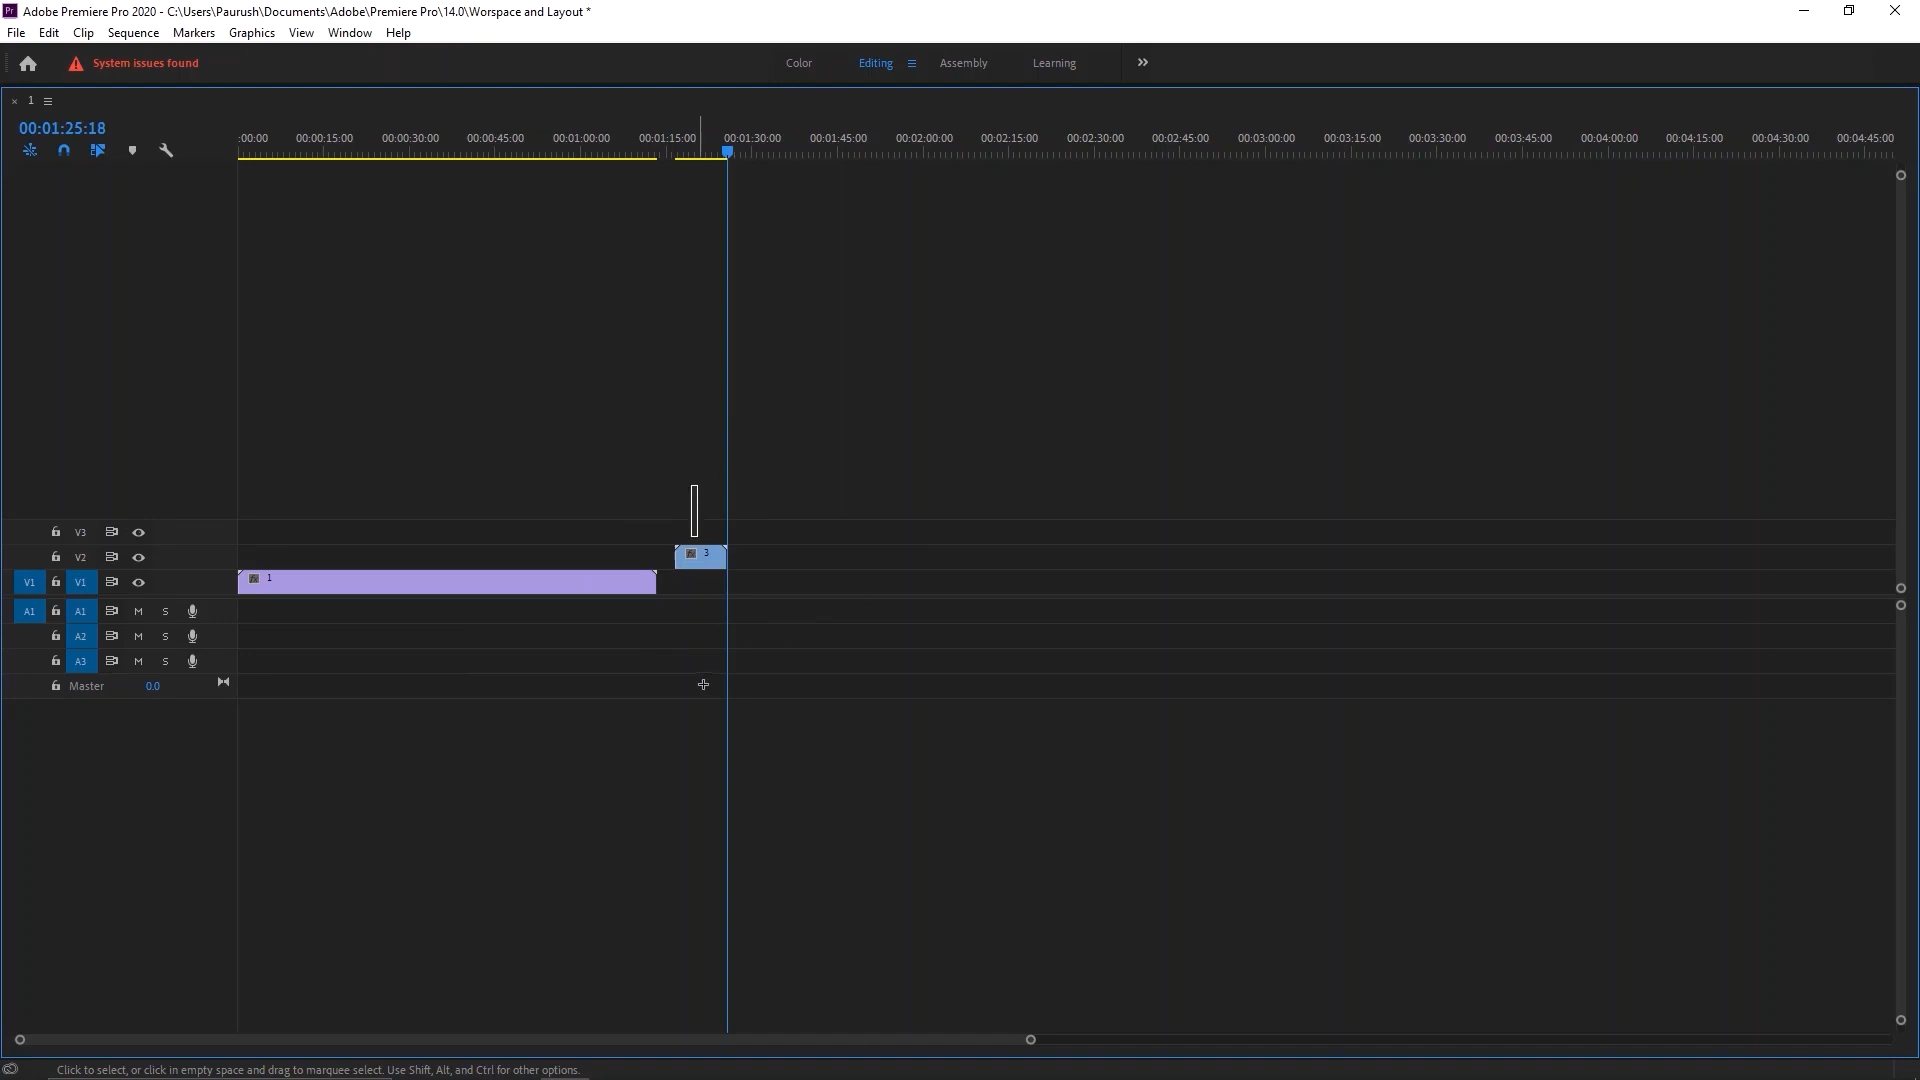 Adobe Premiere Pro 2020 - C:\Users\Paurush\Documents\Adobe\Premiere Pro\14.0\Worspace and Layout *
File Edit Clip Sequence Markers Graphics View Window Help
System issues found Color Editing Assembly Learning
1
00:01:25:18
:00:00 00:00:15:00 00:00:30:00 00:00:45:00 00:01:00:00 00:01:15:00 00:01:30:00 00:01:45:00 00:02:00:00 00:02:15:00 00:02:30:00 00:02:45:00 00:03:00:00 00:03:15:00 00:03:30:00 00:03:45:00 00:04:00:00 00:04:15:00 00:04:30:00 00:04:45:00
V3
V2 fx 3
V1 V1 fx 1
A1 A1 M S
A2 M S
A3 M S
Master 0.0
Click to select, or click in empty space and drag to marquee select. Use Shift, Alt, and Ctrl for other options.